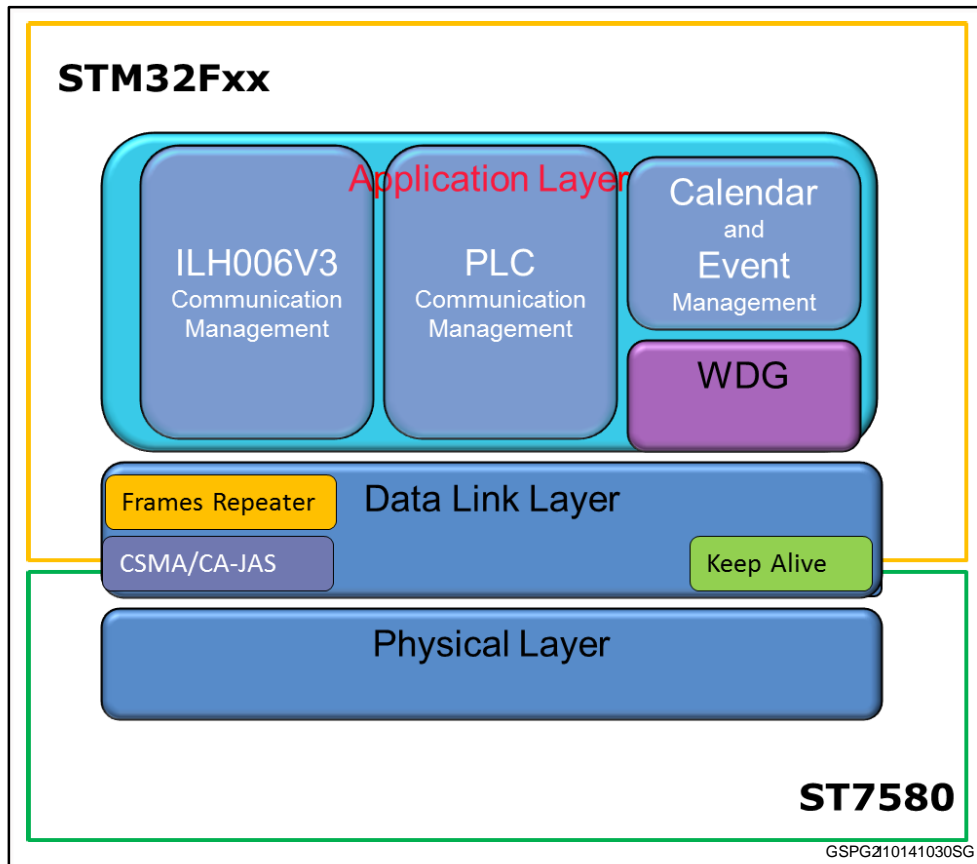 STM32Fxx
Application Layer
ILH006V3
Communication
Management
PLC
Communication
Management
Calendar
and
Event
Management
WDG
Data Link Layer
Frames Repeater
CSMA/CA-JAS
Keep Alive
Physical Layer
ST7580
GSPG2110141030SG